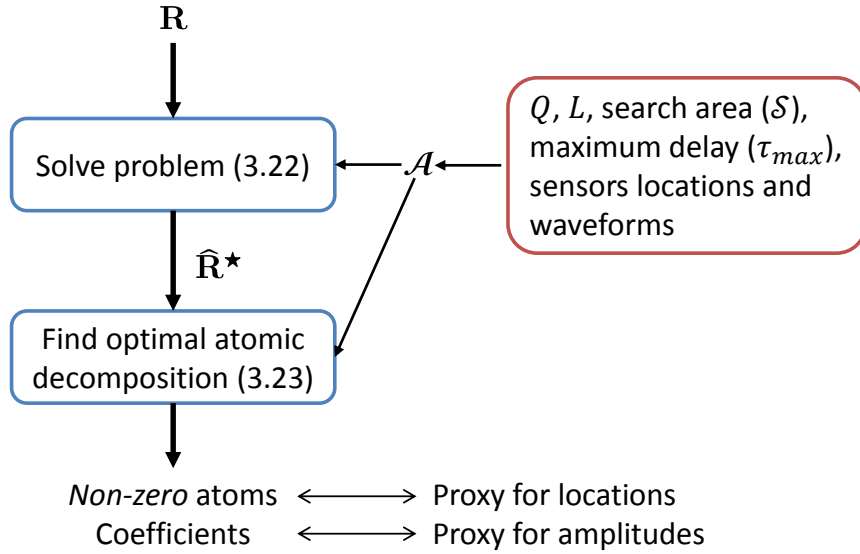 R
Solve problem (3.22)
𝒜
Q, L, search area (𝒮),
maximum delay (τ_max),
sensors locations and
waveforms
R̂★
Find optimal atomic
decomposition (3.23)
Non-zero atoms ⟷ Proxy for locations
Coefficients ⟷ Proxy for amplitudes